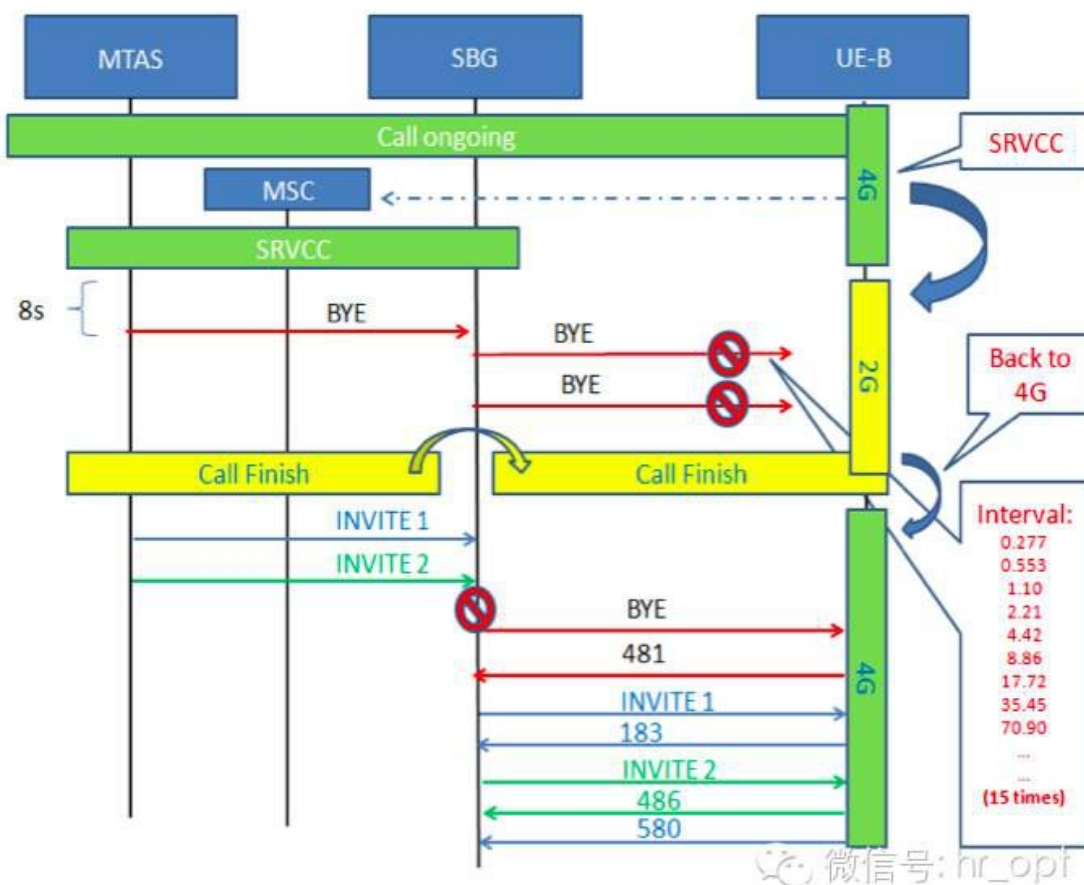 MTAS
SBG
UE-B
Call ongoing
SRVCC
4G
MSC
SRVCC
8s
BYE
BYE
BYE
2G
Back to
4G
Call Finish
Call Finish
INVITE 1
INVITE 2
BYE
481
INVITE 1
183
INVITE 2
486
580
4G
Interval:
0.277
0.553
1.10
2.21
4.42
8.86
17.72
35.45
70.90
...
...
(15 times)
微信号: hr_opt